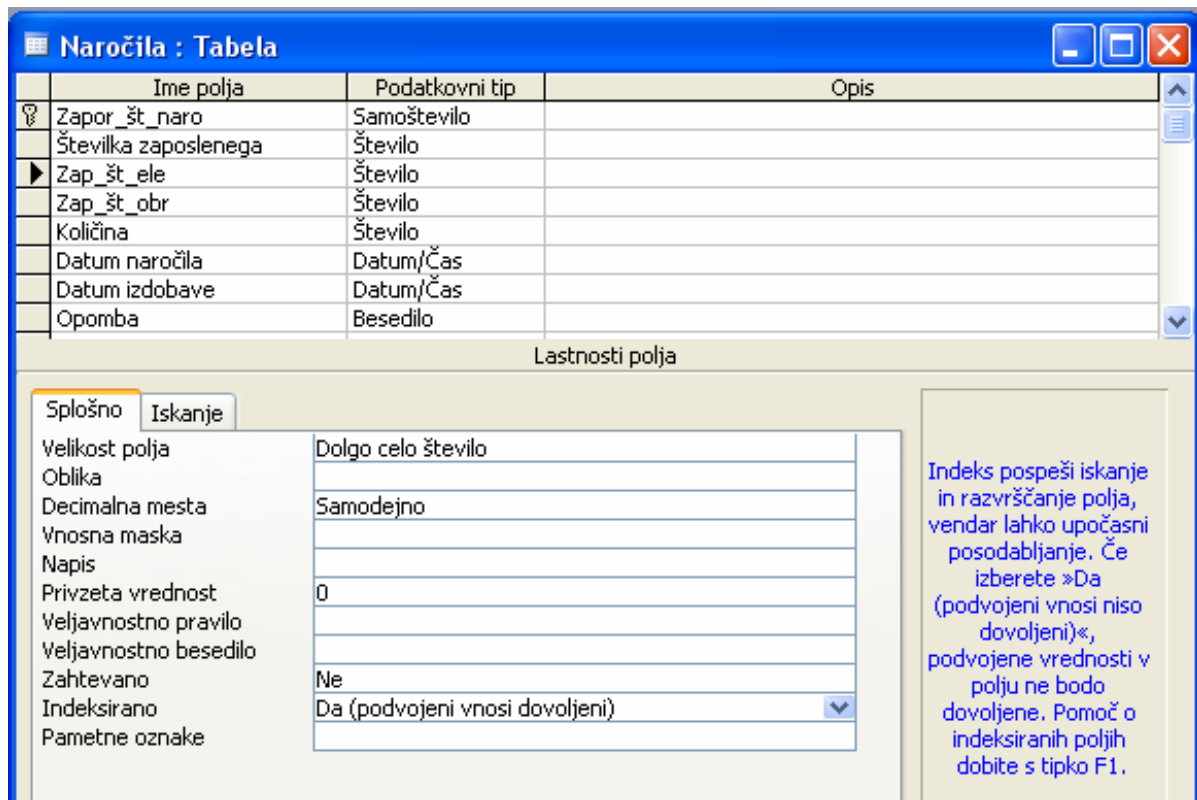 Naročila : Tabela
Ime polja Podatkovni tip Opis
Zapor_št_naro Samoštevilo
Številka zaposlenega Število
Zap_št_ele Število
Zap_št_obr Število
Količina Število
Datum naročila Datum/Čas
Datum izdobave Datum/Čas
Opomba Besedilo
Lastnosti polja
Splošno Iskanje
Velikost polja Dolgo celo število
Oblika
Decimalna mesta Samodejno
Vnosna maska
Napis
Privzeta vrednost 0
Veljavnostno pravilo
Veljavnostno besedilo
Zahtevano Ne
Indeksirano Da (podvojeni vnosi dovoljeni)
Pametne oznake
Indeks pospeši iskanje
in razvrščanje polja,
vendar lahko upočasni
posodabljanje. Če
izberete »Da
(podvojeni vnosi niso
dovoljeni)«,
podvojene vrednosti v
polju ne bodo
dovoljene. Pomoč o
indeksiranih poljih
dobite s tipko F1.